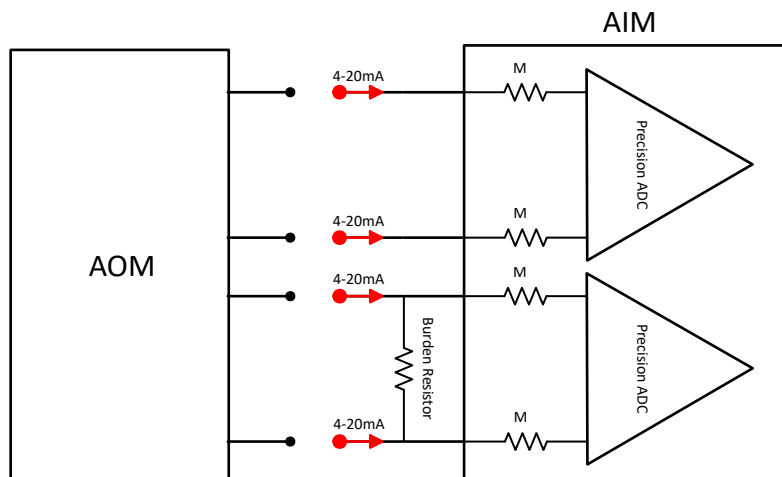 AIM
4-20mA
M
Precision ADC
4-20mA
M
AOM
4-20mA
M
Burden Resistor
Precision ADC
4-20mA
M